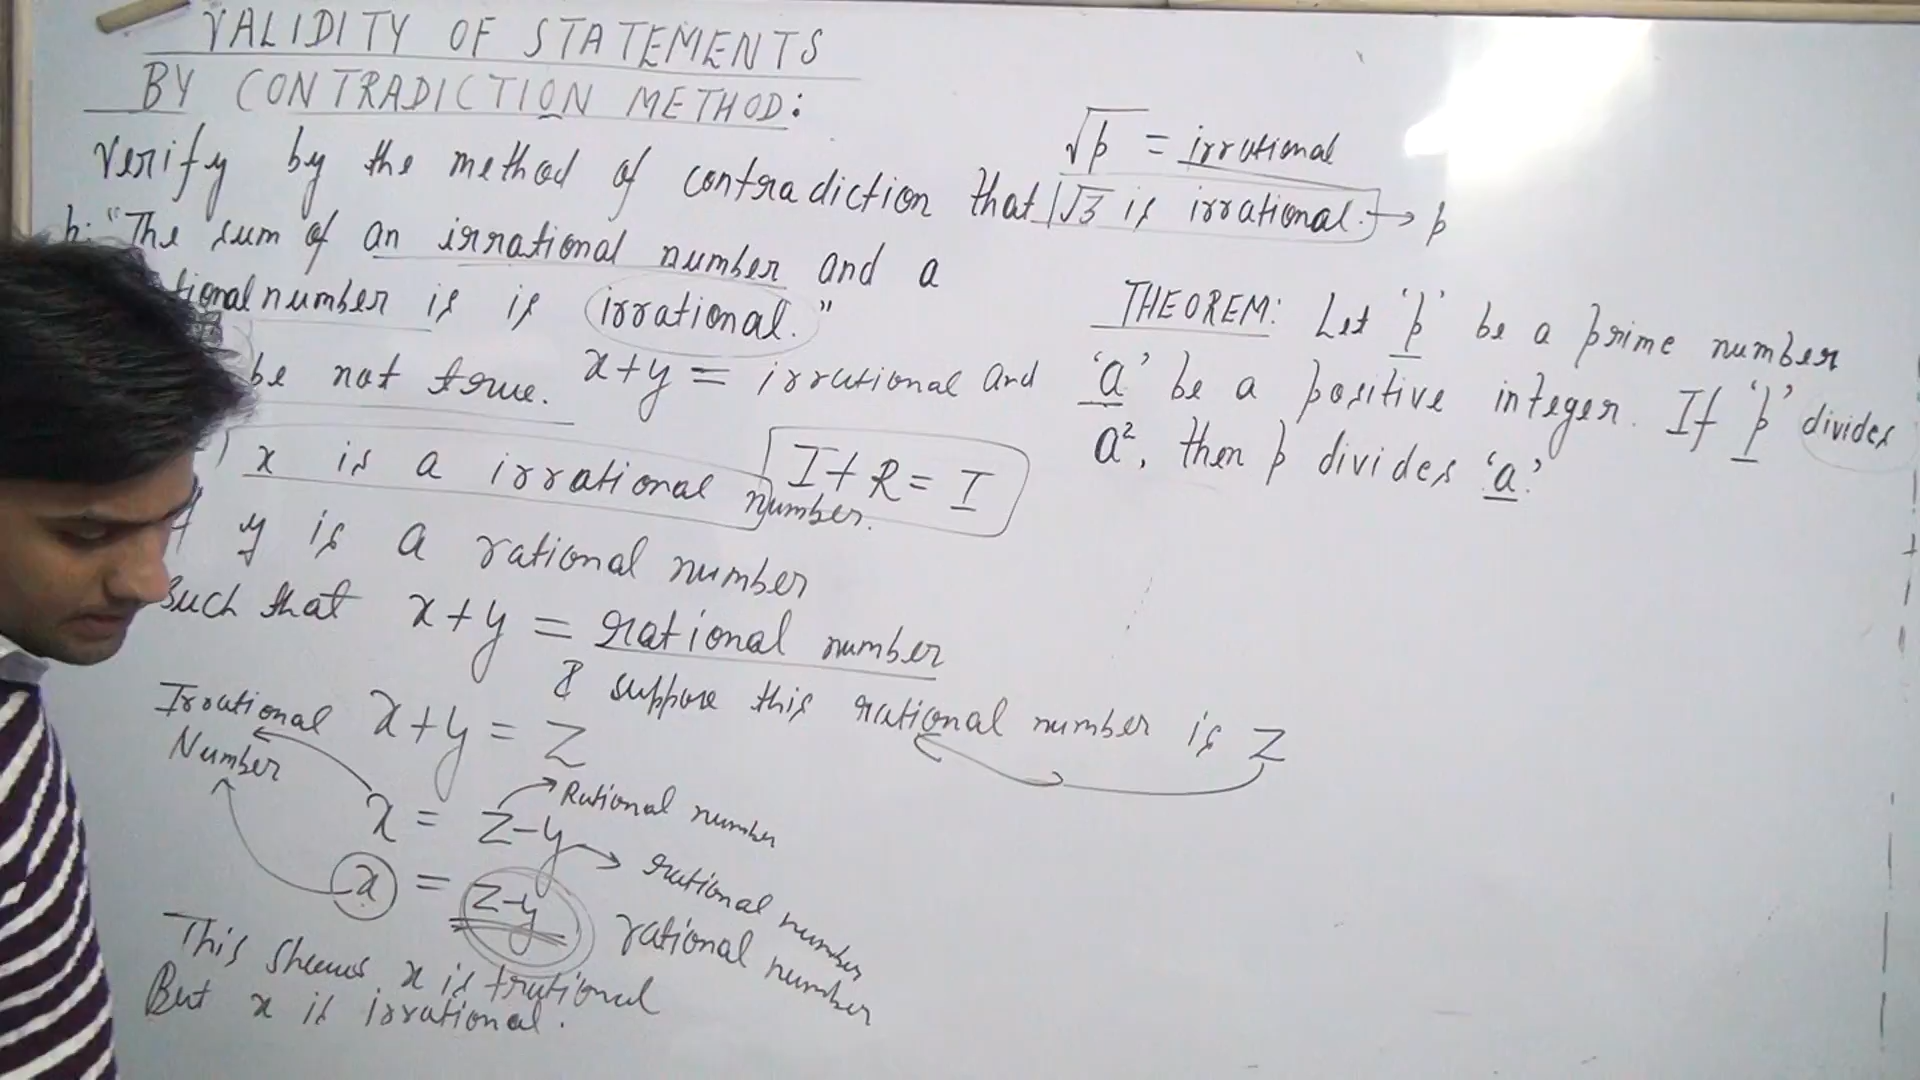 VALIDITY OF STATEMENTS
BY CONTRADICTION METHOD:
Verify by the method of contradiction that √3 is irrational. → p
√p = irrational
p: "The sum of an irrational number and a
tional number is is irrational."
be not true. x+y = irrational and
x is a irrational number.
I + R = I
y is a rational number
Such that x+y = rational number
& suppose this rational number is Z
Irrational Number
x+y = Z
x = Z-y
Rational number
rational number
x = Z-y rational number
This shows x is rational
But x is irrational.
THEOREM: Let 'p' be a prime number
'a' be a positive integer. If 'p' divides
a², then p divides 'a'.